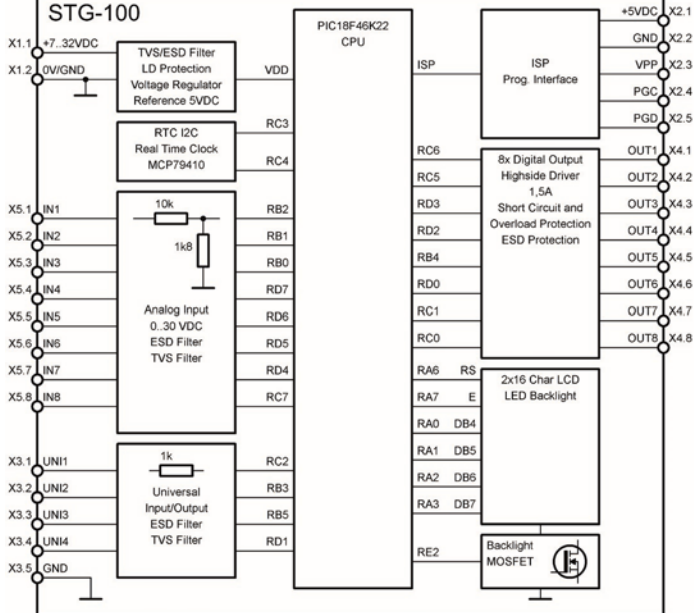 STG-100
X1.1 +7..32VDC
X1.2 0V/GND
TVS/ESD Filter
LD Protection
Voltage Regulator
Reference 5VDC
VDD
RTC I2C
Real Time Clock
MCP79410
RC3
RC4
X5.1 IN1
X5.2 IN2
X5.3 IN3
X5.4 IN4
X5.5 IN5
X5.6 IN6
X5.7 IN7
X5.8 IN8
10k
1k8
Analog Input
0..30 VDC
ESD Filter
TVS Filter
RB2
RB1
RB0
RD7
RD6
RD5
RD4
RC7
X3.1 UNI1
X3.2 UNI2
X3.3 UNI3
X3.4 UNI4
X3.5 GND
1k
Universal
Input/Output
ESD Filter
TVS Filter
RC2
RB3
RB5
RD1
PIC18F46K22
CPU
ISP
ISP
Prog. Interface
+5VDC X2.1
GND X2.2
VPP X2.3
PGC X2.4
PGD X2.5
RC6
RC5
RD3
RD2
RB4
RD0
RC1
RC0
8x Digital Output
Highside Driver
1,5A
Short Circuit and
Overload Protection
ESD Protection
OUT1 X4.1
OUT2 X4.2
OUT3 X4.3
OUT4 X4.4
OUT5 X4.5
OUT6 X4.6
OUT7 X4.7
OUT8 X4.8
RA6 RS
RA7 E
RA0 DB4
RA1 DB5
RA2 DB6
RA3 DB7
2x16 Char LCD
LED Backlight
RE2
Backlight
MOSFET